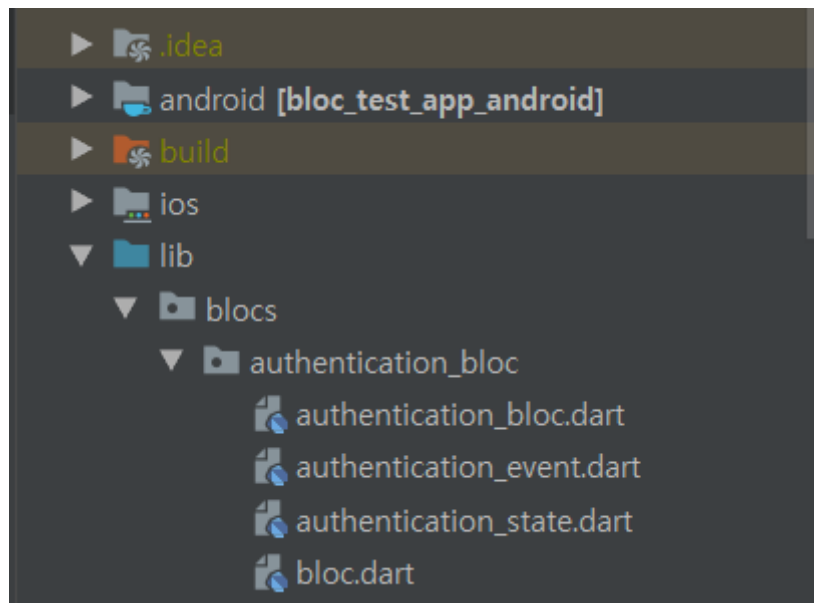 .idea
android [bloc_test_app_android]
build
ios
lib
blocs
authentication_bloc
authentication_bloc.dart
authentication_event.dart
authentication_state.dart
bloc.dart